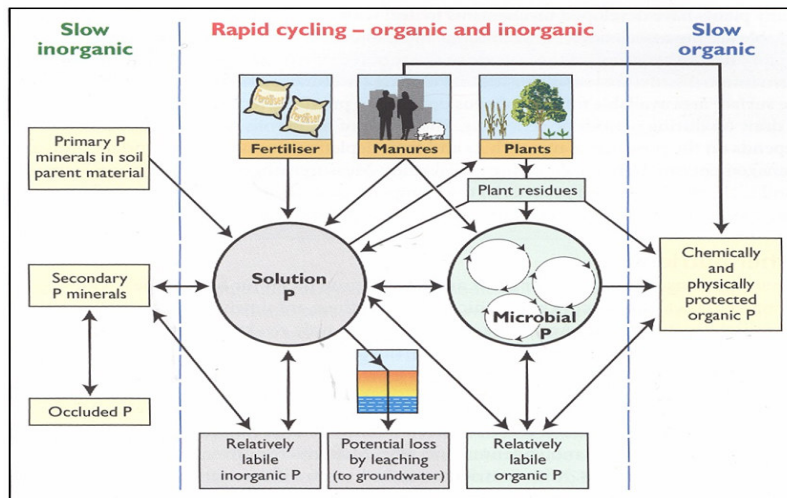 Slow
inorganic
Rapid cycling – organic and inorganic
Slow
organic
Fertiliser
Fertiliser
Manures
Plants
Primary P
minerals in soil
parent material
Plant residues
Secondary
P minerals
Solution
P
Microbial
P
Chemically
and
physically
protected
organic P
Occluded P
Relatively
labile
inorganic P
Potential loss
by leaching
(to groundwater)
Relatively
labile
organic P